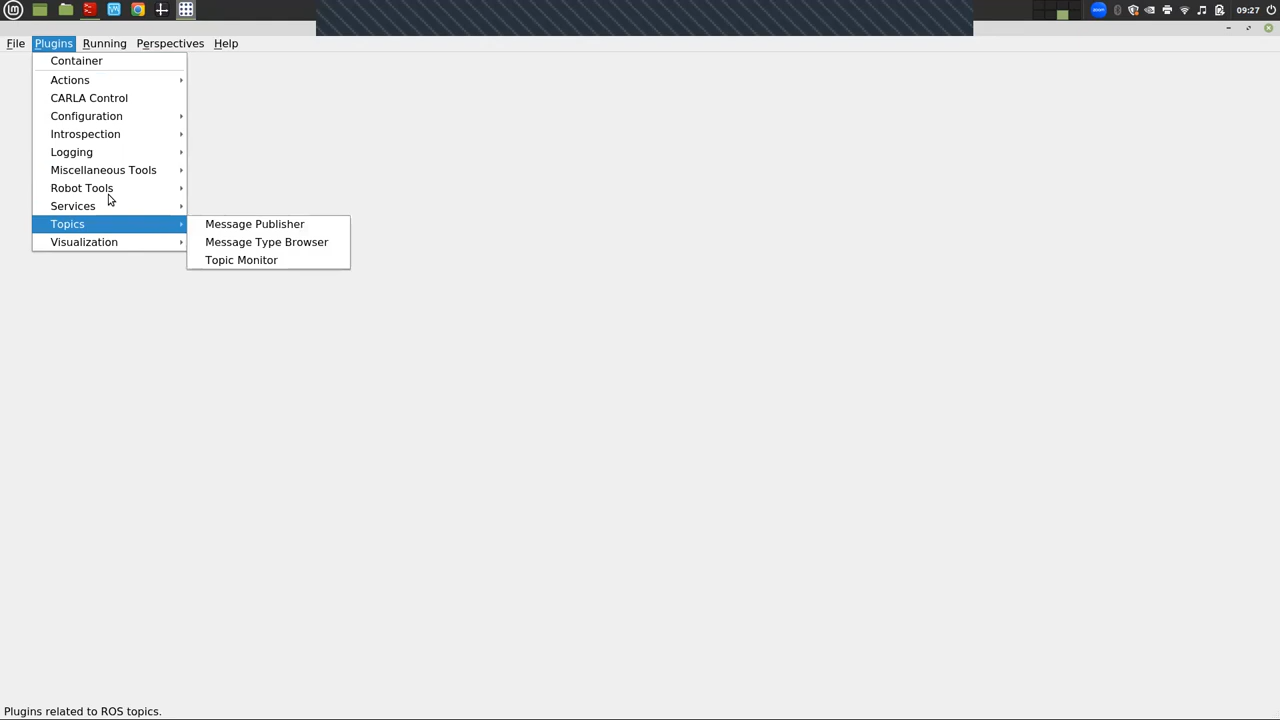 09:27
File Plugins Running Perspectives Help
Container
Actions
CARLA Control
Configuration
Introspection
Logging
Miscellaneous Tools
Robot Tools
Services
Topics
Visualization
Message Publisher
Message Type Browser
Topic Monitor
Plugins related to ROS topics.